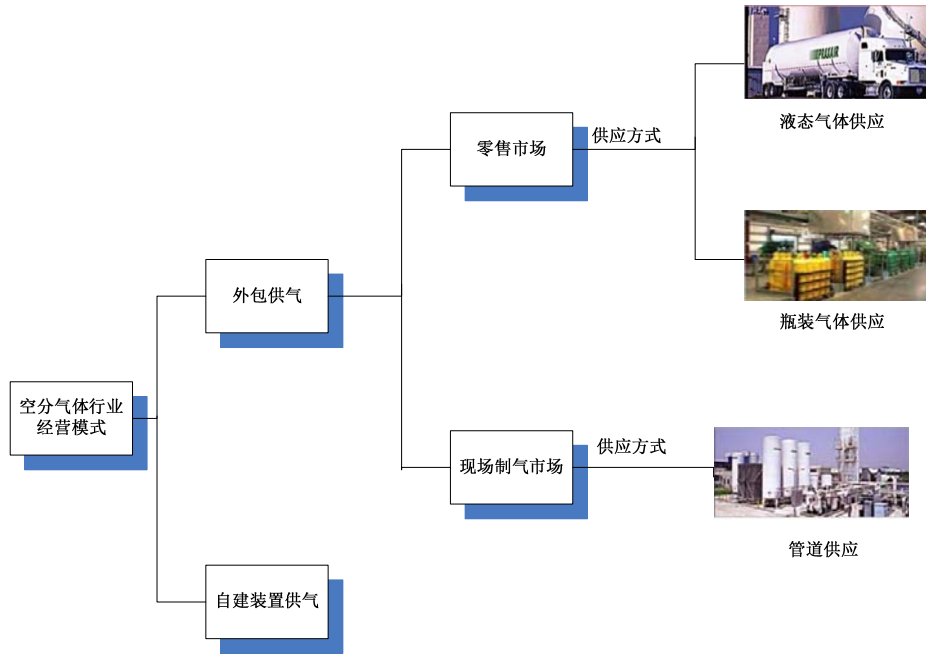 PRAXAIR
液态气体供应
零售市场
供应方式
瓶装气体供应
外包供气
空分气体行业
经营模式
现场制气市场
供应方式
管道供应
自建装置供气